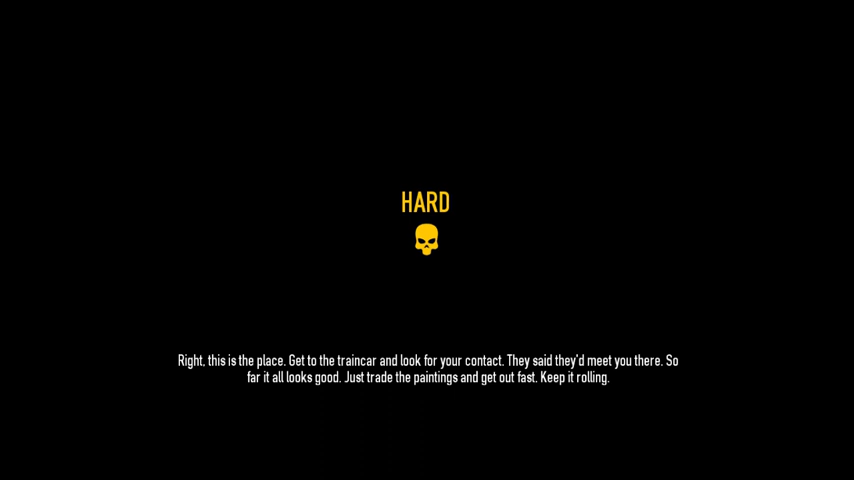 HARD
Right, this is the place. Get to the traincar and look for your contact. They said they'd meet you there. So
far it all looks good. Just trade the paintings and get out fast. Keep it rolling.